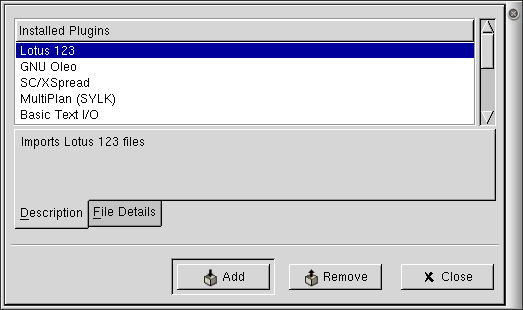 Installed Plugins
Lotus 123
GNU Oleo
SC/XSpread
MultiPlan (SYLK)
Basic Text I/O
Imports Lotus 123 files
Description File Details
Add Remove Close